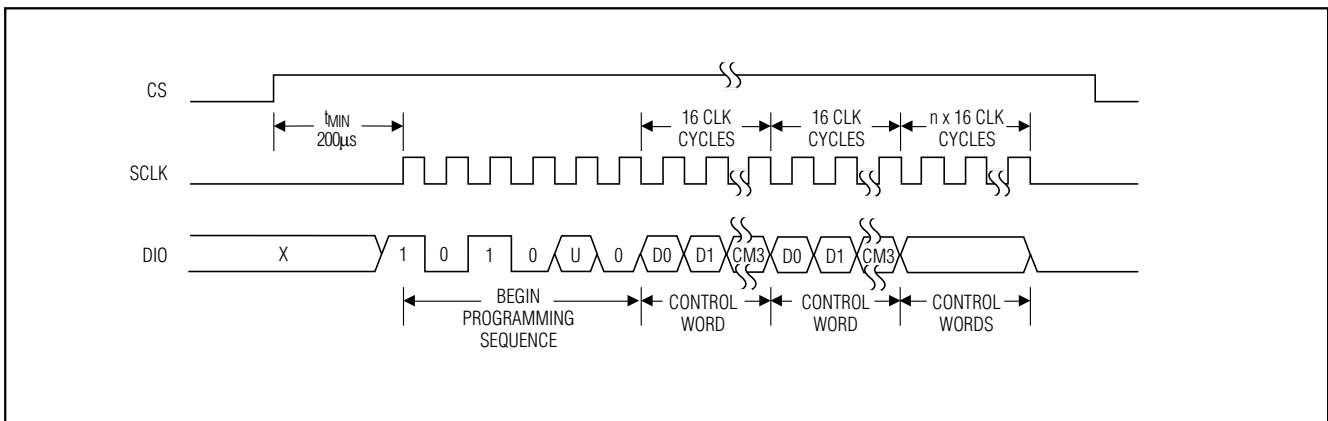 CS
tMIN
200µs
16 CLK
CYCLES
16 CLK
CYCLES
n x 16 CLK
CYCLES
SCLK
DIO
X
1
0
1
0
U
0
D0
D1
CM3
D0
D1
CM3
BEGIN
PROGRAMMING
SEQUENCE
CONTROL
WORD
CONTROL
WORD
CONTROL
WORDS